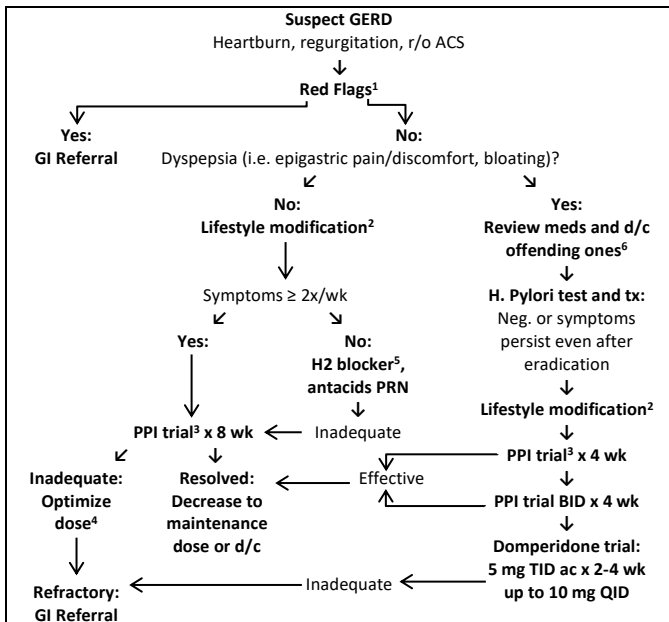 Suspect GERD
Heartburn, regurgitation, r/o ACS
Red Flags¹
Yes:
GI Referral
No:
Dyspepsia (i.e. epigastric pain/discomfort, bloating)?
No:
Lifestyle modification²
Symptoms ≥ 2x/wk
Yes:
No:
H2 blocker⁵,
antacids PRN
PPI trial³ x 8 wk
Inadequate
Inadequate:
Optimize
dose⁴
Resolved:
Decrease to
maintenance
dose or d/c
Effective
Refractory:
GI Referral
Inadequate
Yes:
Review meds and d/c
offending ones⁶
H. Pylori test and tx:
Neg. or symptoms
persist even after
eradication
Lifestyle modification²
PPI trial³ x 4 wk
PPI trial BID x 4 wk
Domperidone trial:
5 mg TID ac x 2-4 wk
up to 10 mg QID